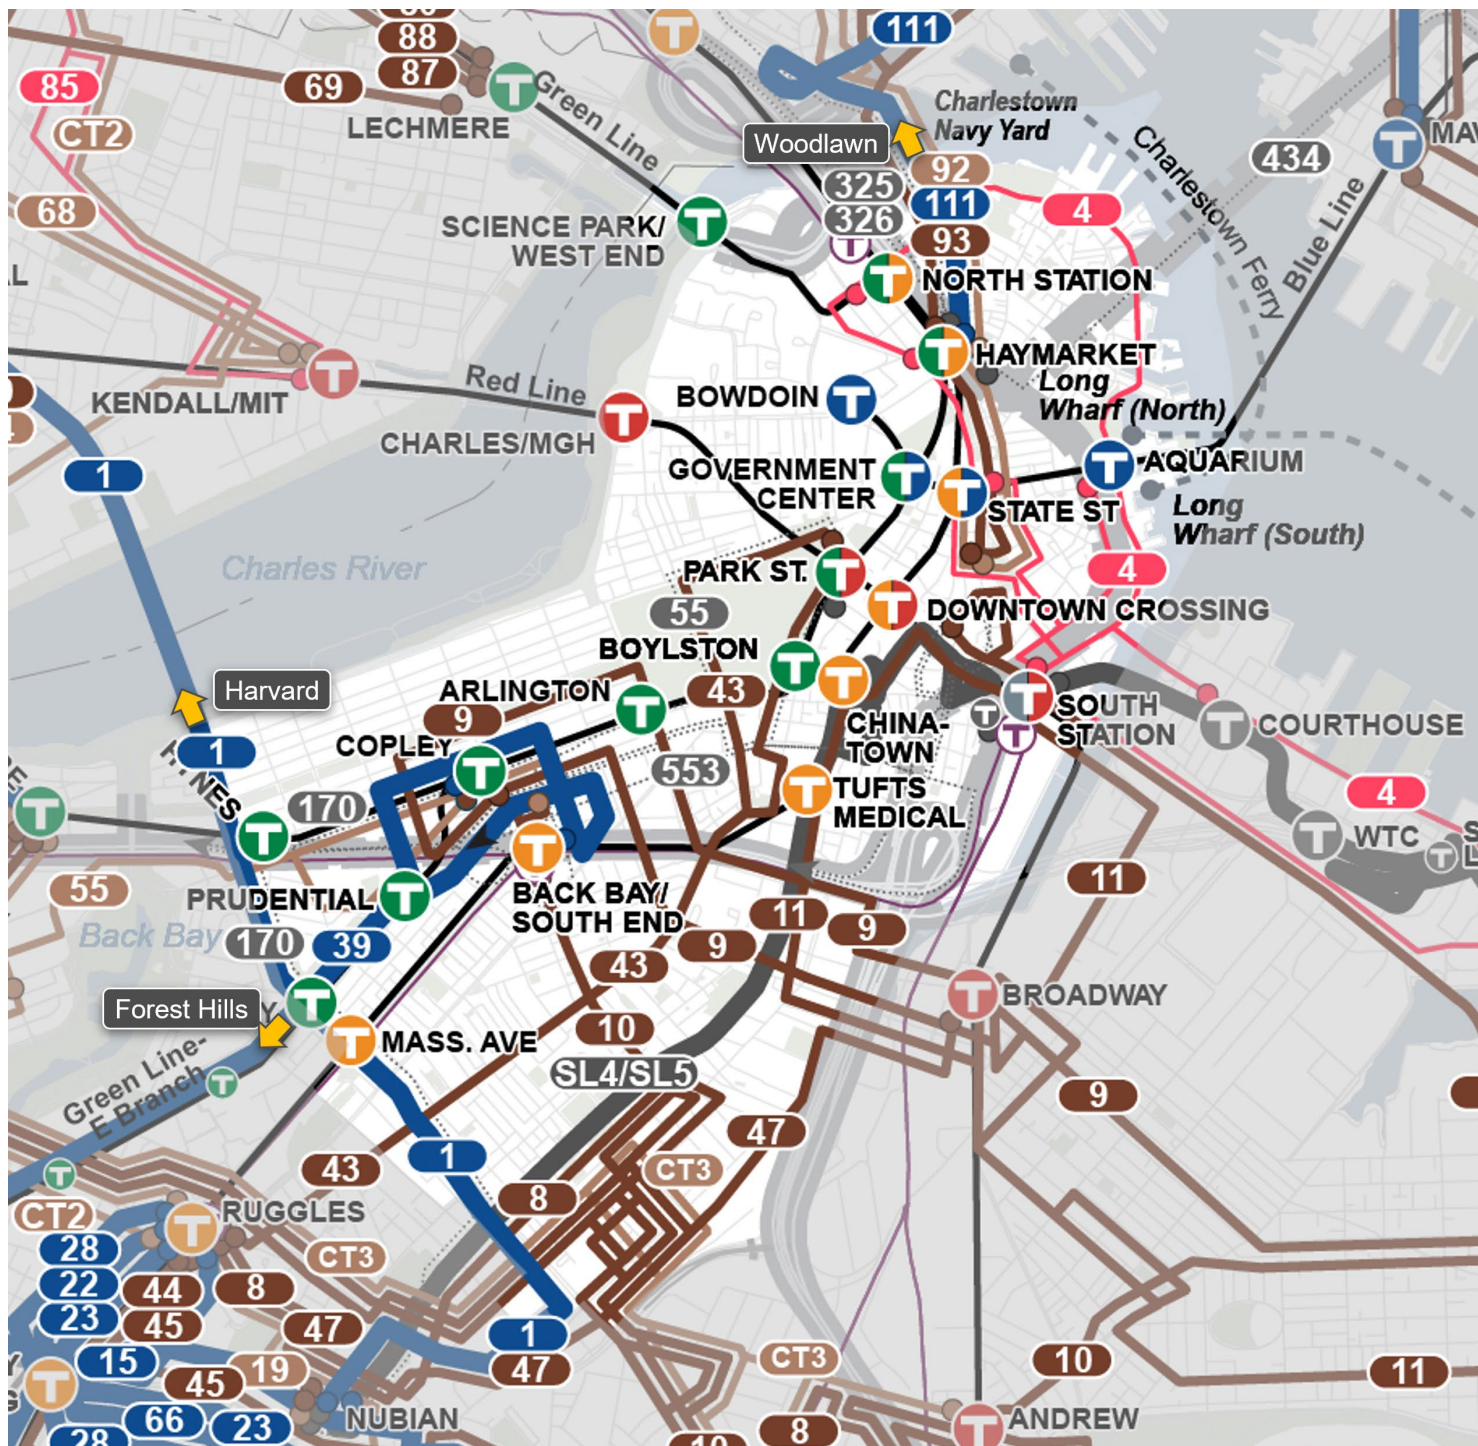 88
87
111
85
69
Green Line
CT2
LECHMERE
Charlestown
Navy Yard
Woodlawn
Charlestown Ferry
434
92
325
68
111
4
326
93
SCIENCE PARK/
WEST END
Blue Line
NORTH STATION
HAYMARKET
Long
Wharf (North)
Red Line
BOWDOIN
KENDALL/MIT
CHARLES/MGH
1
GOVERNMENT
CENTER
AQUARIUM
STATE ST
Long
Wharf (South)
Charles River
PARK ST.
4
55
DOWNTOWN CROSSING
BOYLSTON
Harvard
ARLINGTON
43
9
CHINA-
TOWN
SOUTH
STATION
COURTHOUSE
COPLEY
1
553
TUFTS
MEDICAL
170
4
WTC
PRUDENTIAL
BACK BAY/
SOUTH END
55
11
11
9
Back Bay
170
39
9
43
Forest Hills
BROADWAY
10
MASS. AVE
SL4/SL5
Green Line-
E Branch
9
47
1
43
CT3
8
CT2
RUGGLES
28
CT3
22
44
8
23
45
47
1
15
19
47
CT3
10
11
45
66
23
NUBIAN
8
ANDREW
28
10